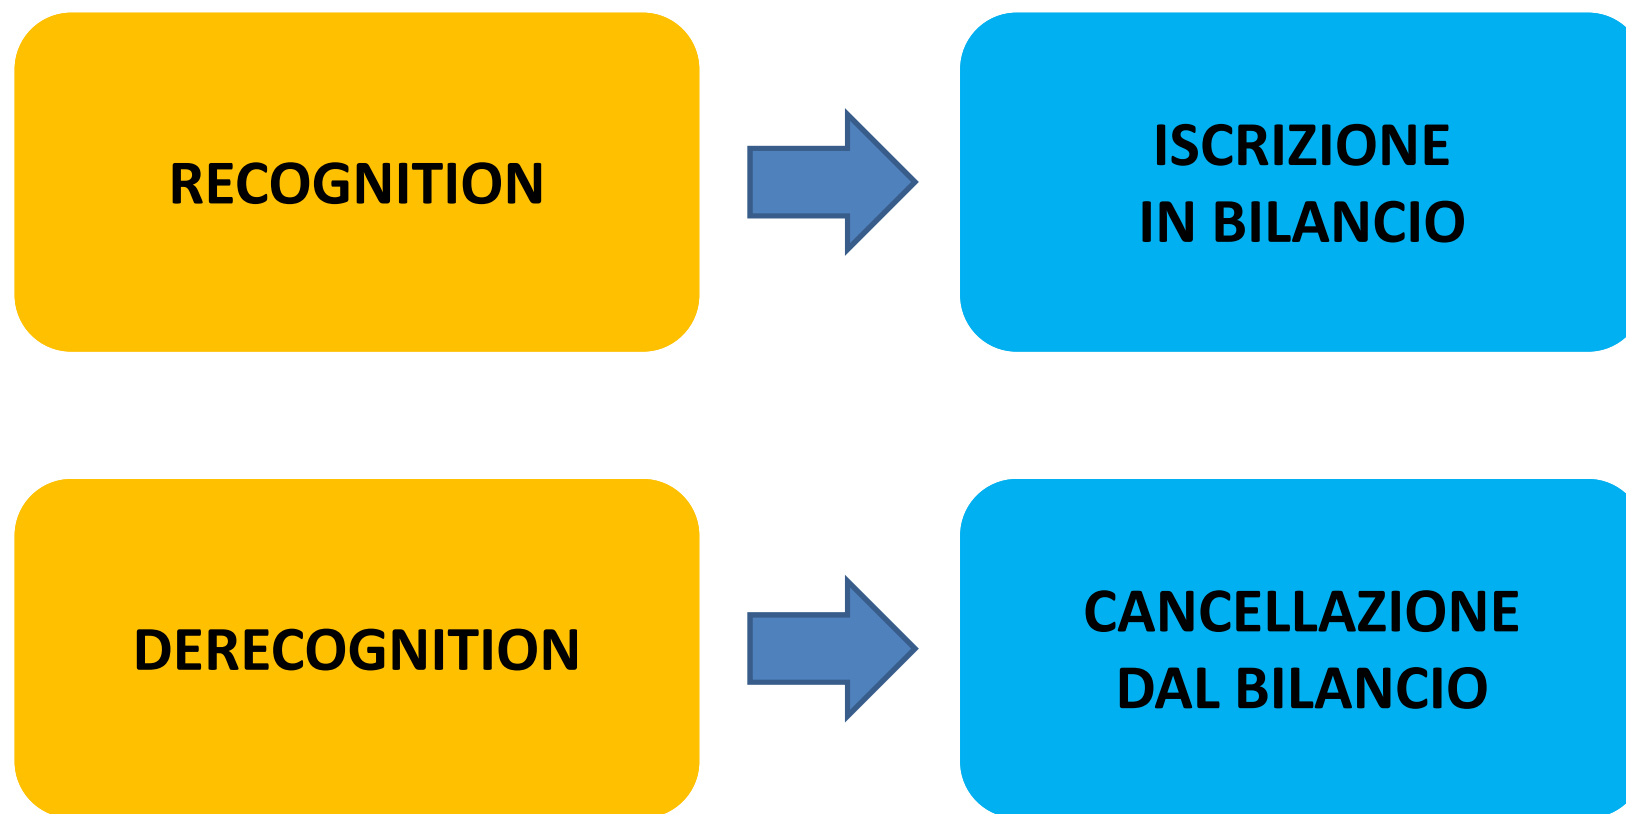 RECOGNITION
ISCRIZIONE
IN BILANCIO
DERECOGNITION
CANCELLAZIONE
DAL BILANCIO